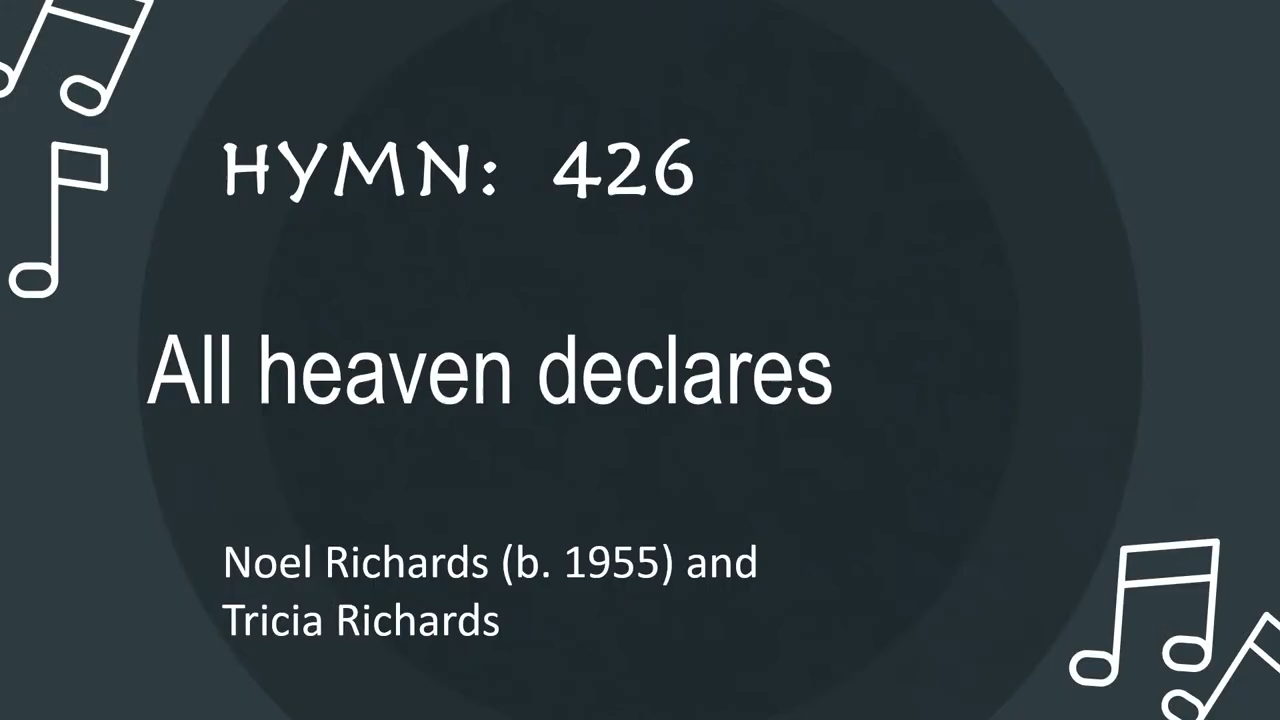 HYMN: 426
All heaven declares
Noel Richards (b. 1955) and
Tricia Richards